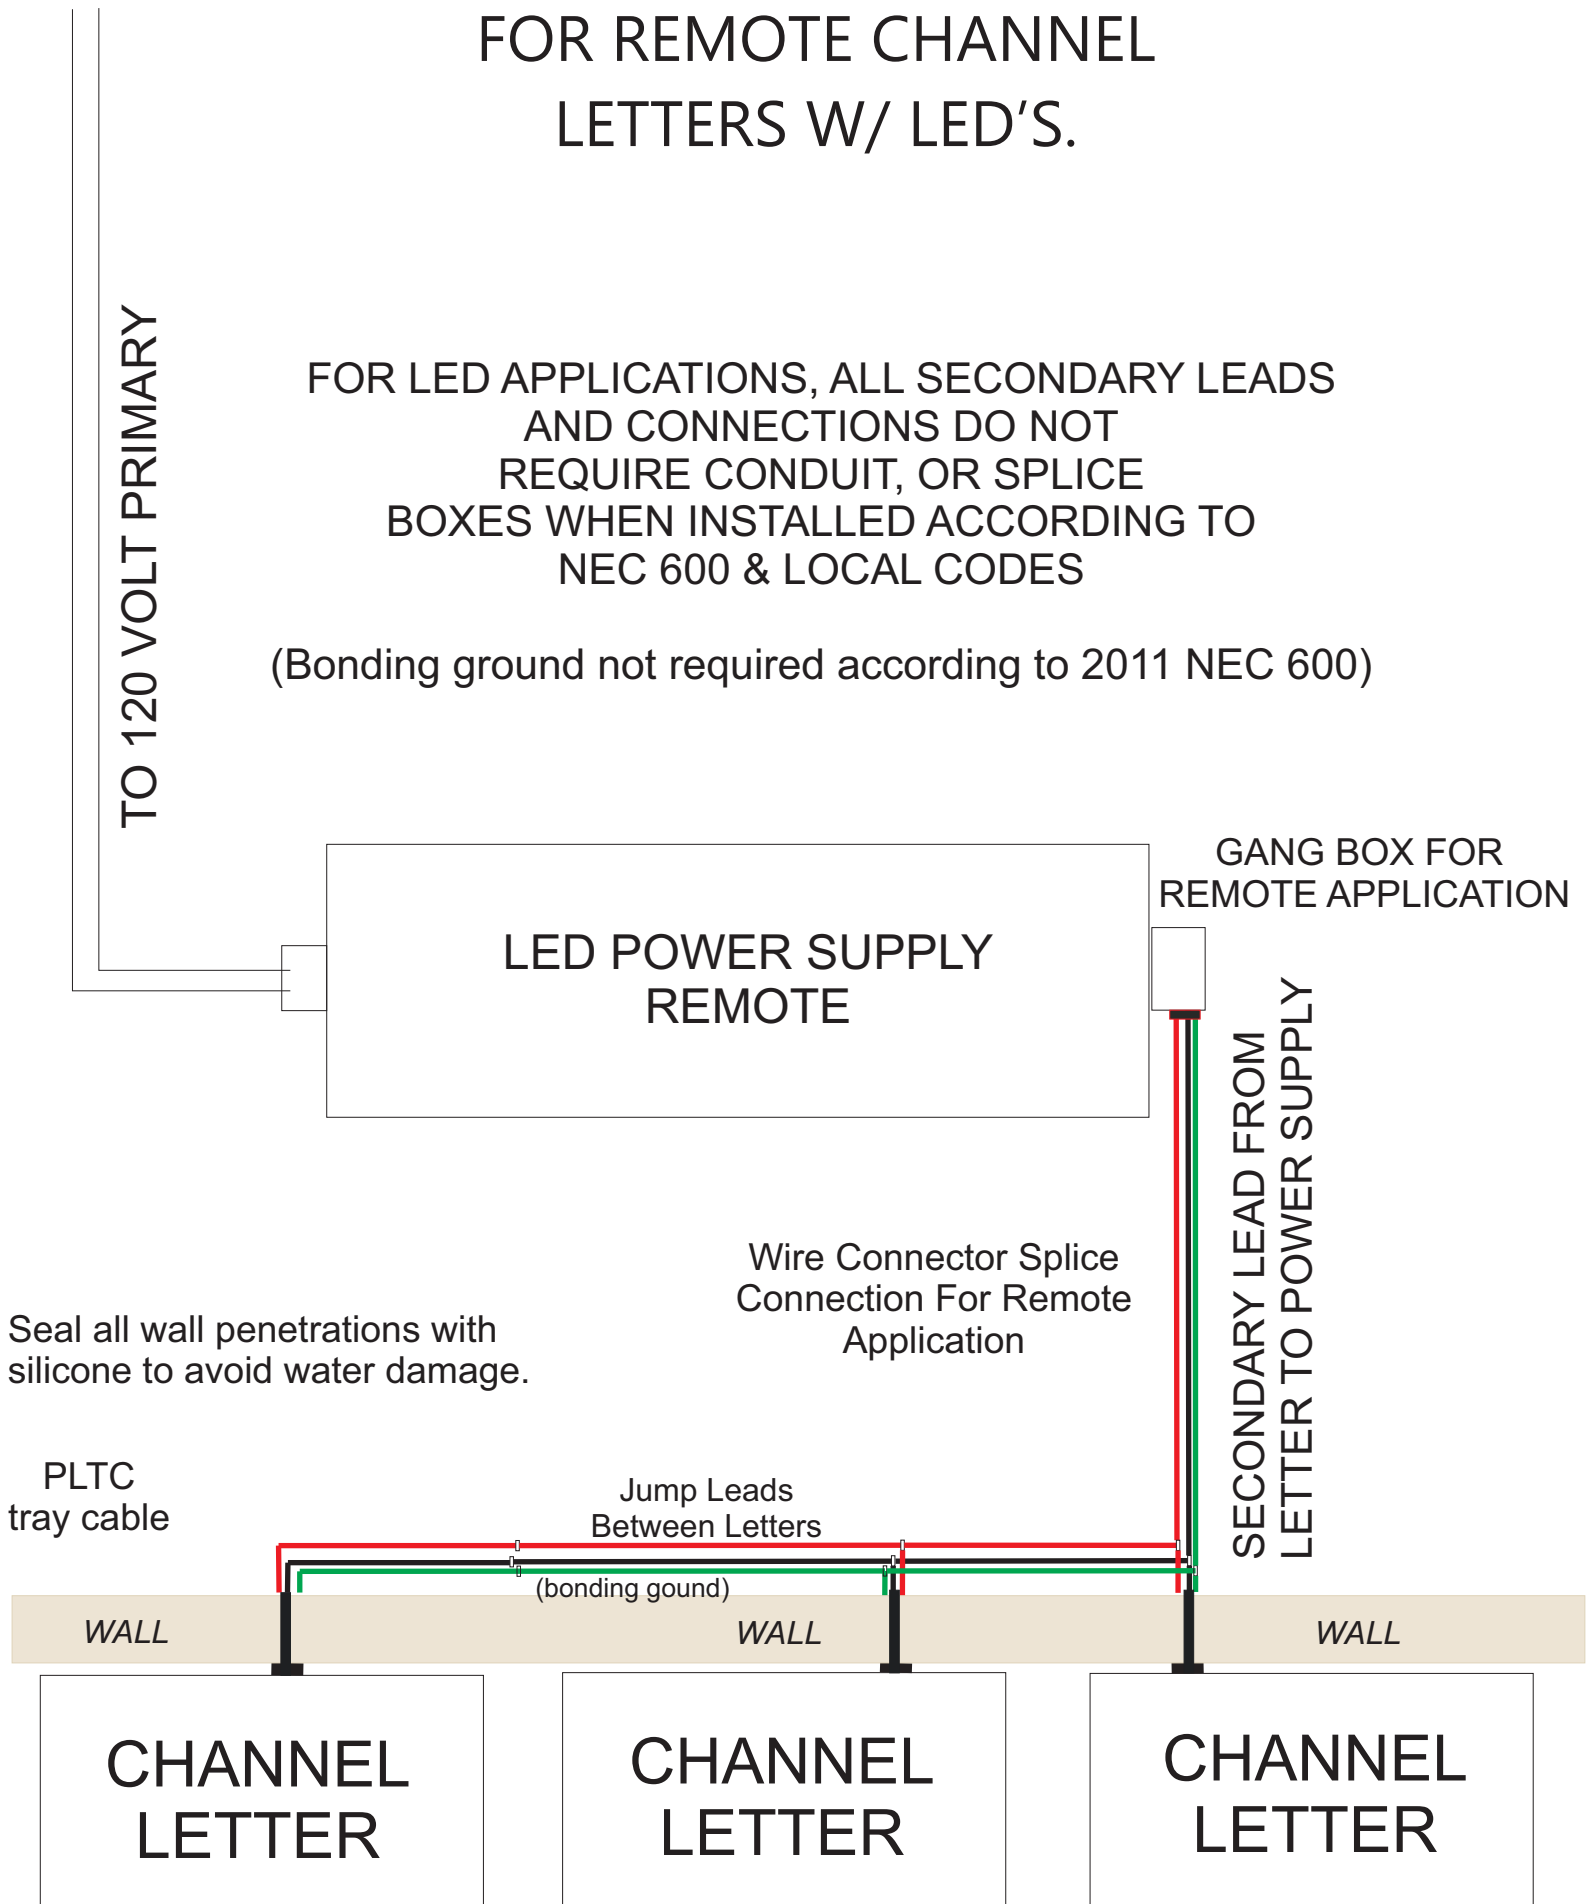 FOR REMOTE CHANNEL
LETTERS W/ LED'S.
TO 120 VOLT PRIMARY
FOR LED APPLICATIONS, ALL SECONDARY LEADS
AND CONNECTIONS DO NOT
REQUIRE CONDUIT, OR SPLICE
BOXES WHEN INSTALLED ACCORDING TO
NEC 600 & LOCAL CODES
(Bonding ground not required according to 2011 NEC 600)
GANG BOX FOR
REMOTE APPLICATION
LED POWER SUPPLY
REMOTE
SECONDARY LEAD FROM
LETTER TO POWER SUPPLY
Wire Connector Splice
Connection For Remote
Application
Seal all wall penetrations with
silicone to avoid water damage.
PLTC
tray cable
Jump Leads
Between Letters
(bonding gound)
WALL
WALL
WALL
CHANNEL
LETTER
CHANNEL
LETTER
CHANNEL
LETTER